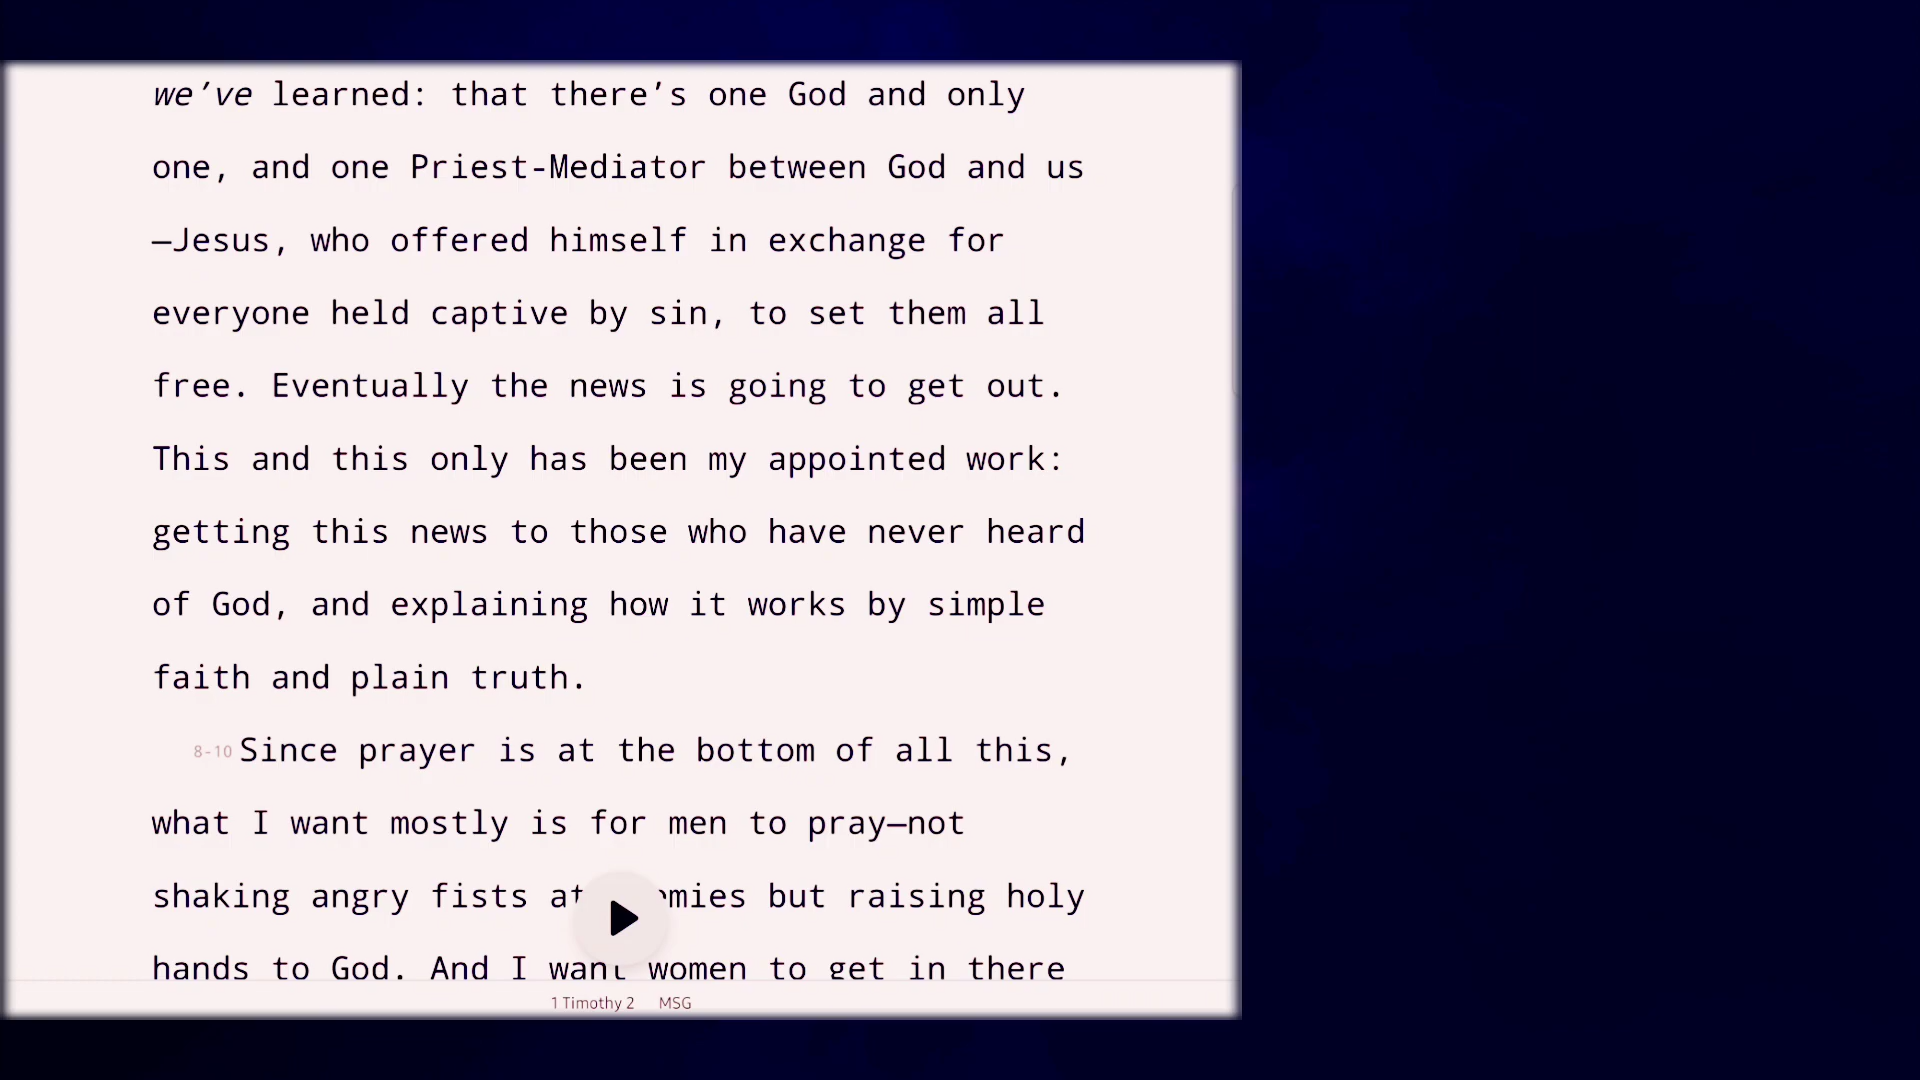 we’ve learned: that there’s one God and only
one, and one Priest-Mediator between God and us
—Jesus, who offered himself in exchange for
everyone held captive by sin, to set them all
free. Eventually the news is going to get out.
This and this only has been my appointed work:
getting this news to those who have never heard
of God, and explaining how it works by simple
faith and plain truth.
8-10 Since prayer is at the bottom of all this,
what I want mostly is for men to pray—not
shaking angry fists at but raising holy
hands to God. And I want women to get in there
1 Timothy 2 MSG